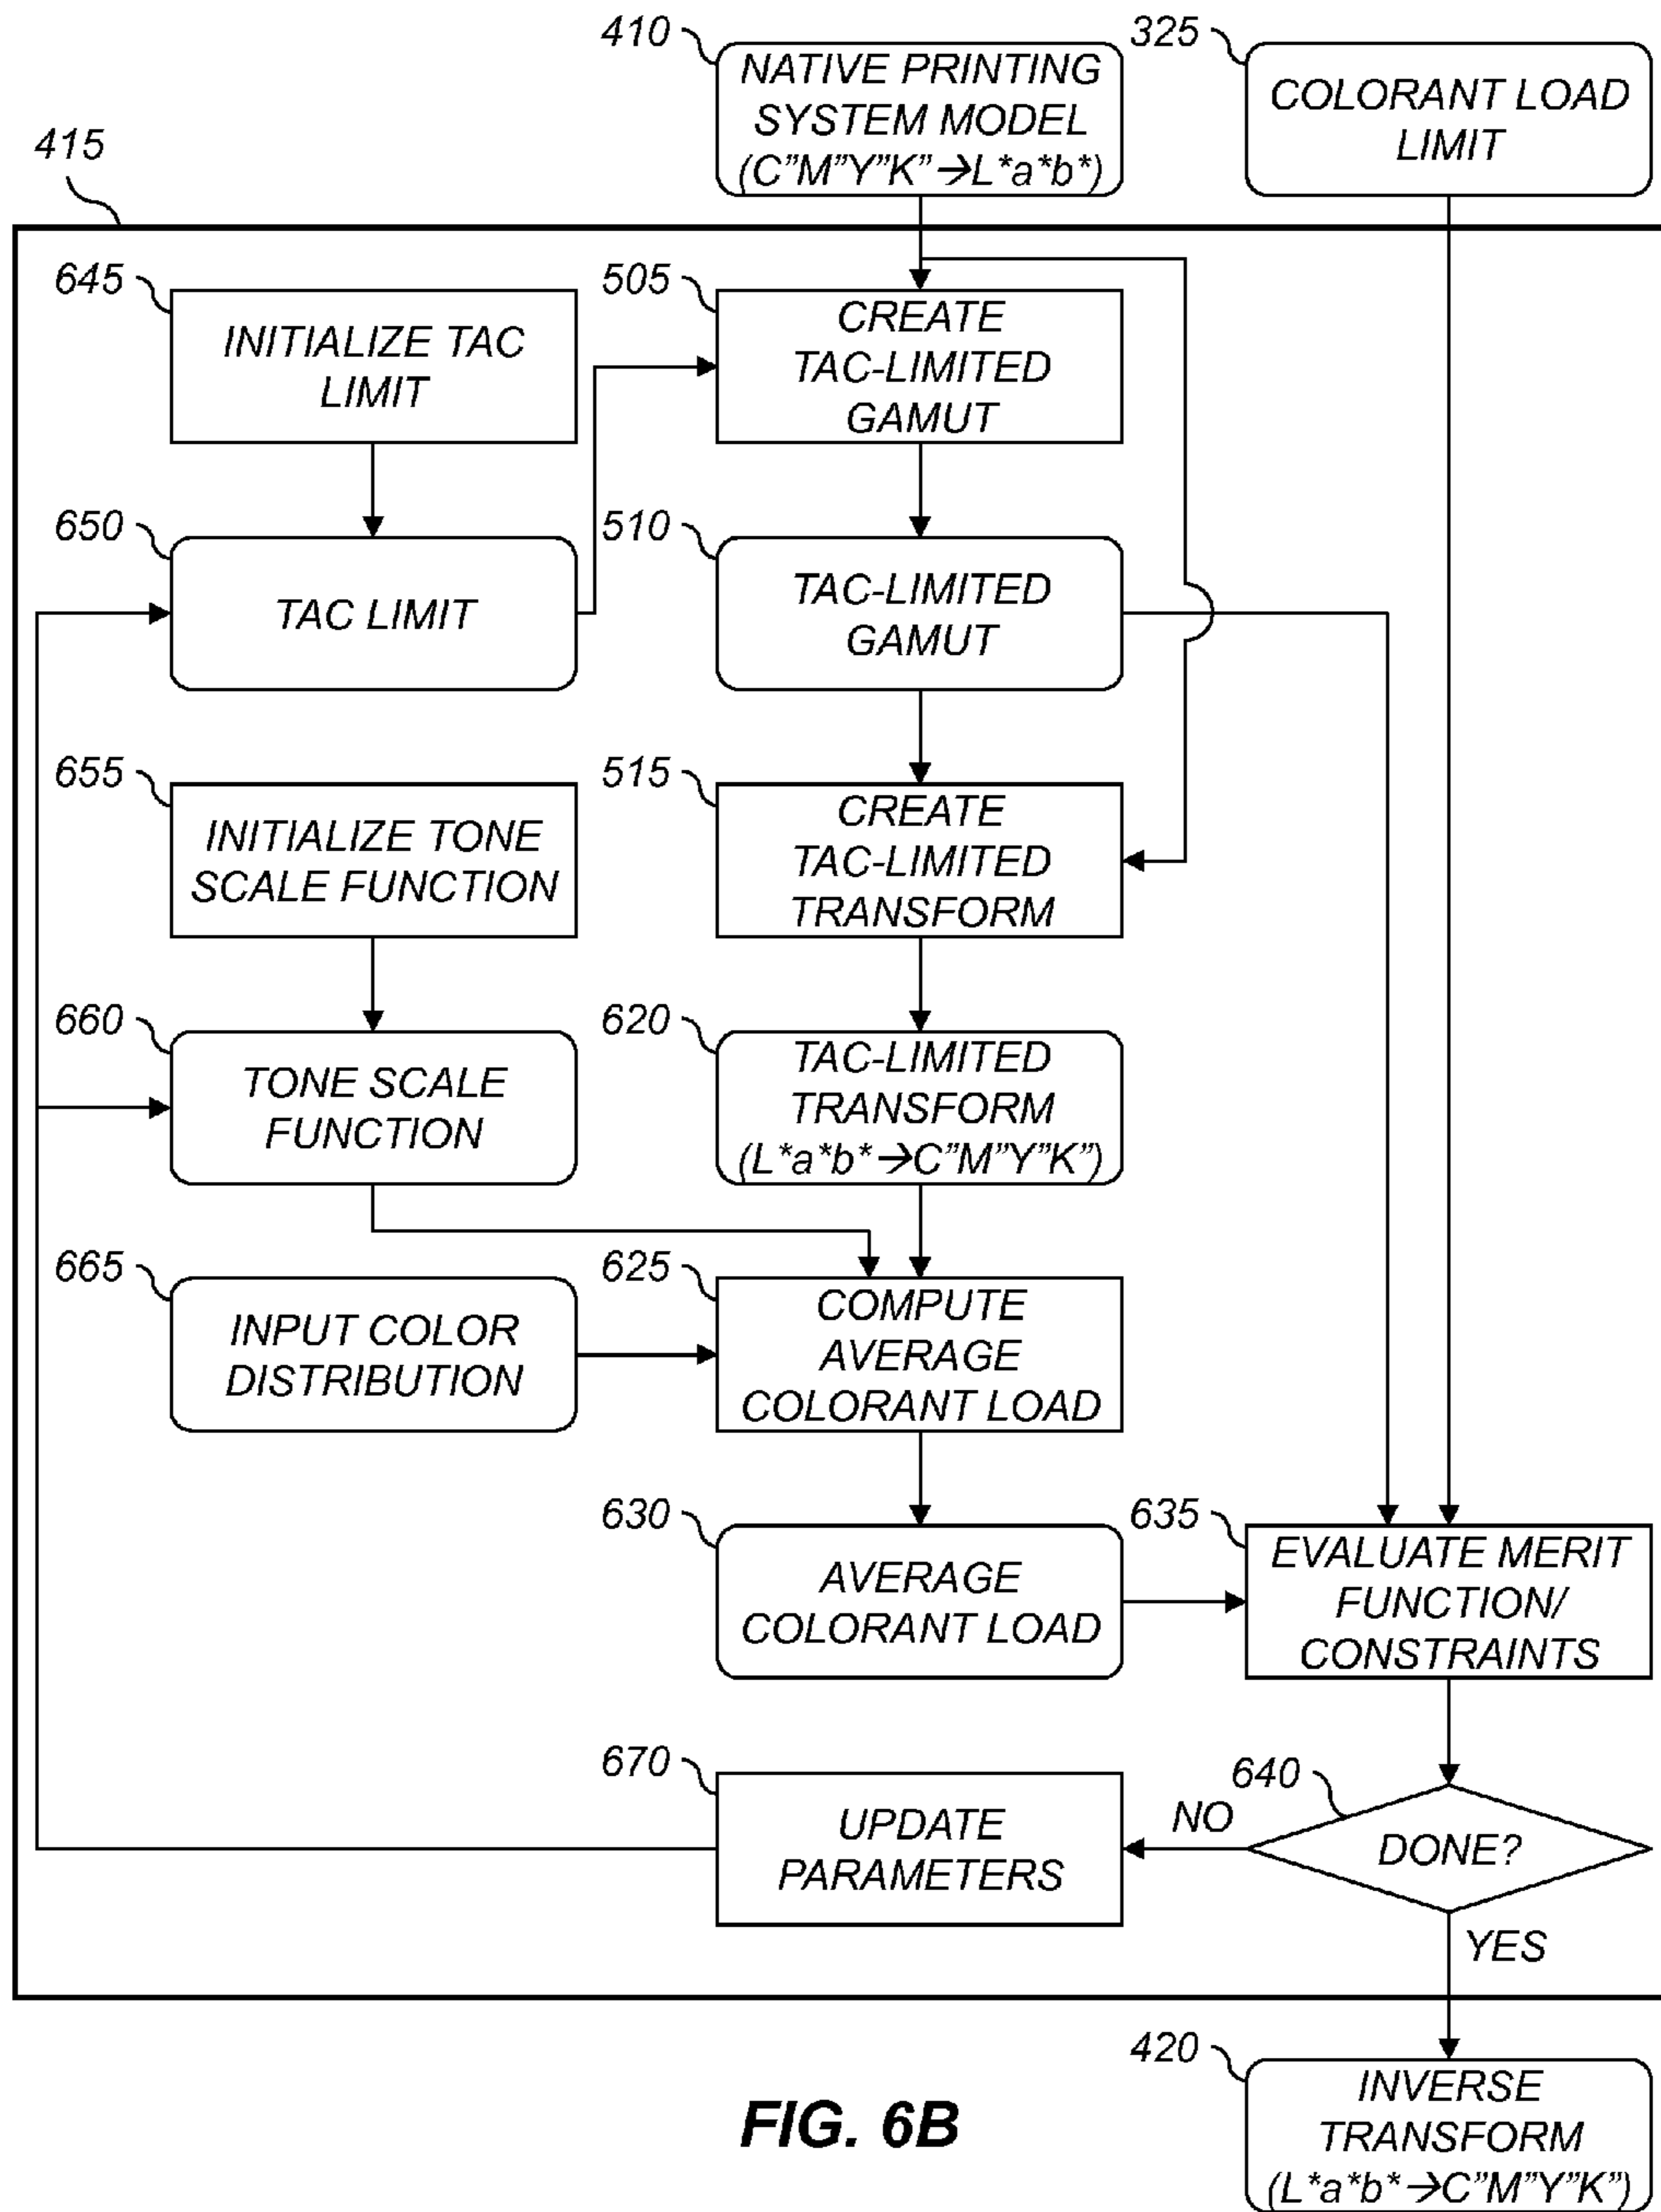 410
NATIVE PRINTING
SYSTEM MODEL
(C”M”Y”K”→L*a*b*)
325
COLORANT LOAD
LIMIT
415
645
INITIALIZE TAC
LIMIT
505
CREATE
TAC-LIMITED
GAMUT
650
TAC LIMIT
510
TAC-LIMITED
GAMUT
655
INITIALIZE TONE
SCALE FUNCTION
515
CREATE
TAC-LIMITED
TRANSFORM
660
TONE SCALE
FUNCTION
620
TAC-LIMITED
TRANSFORM
(L*a*b*→C”M”Y”K”)
665
INPUT COLOR
DISTRIBUTION
625
COMPUTE
AVERAGE
COLORANT LOAD
630
AVERAGE
COLORANT LOAD
635
EVALUATE MERIT
FUNCTION/
CONSTRAINTS
670
UPDATE
PARAMETERS
640
NO
DONE?
YES
420
INVERSE
TRANSFORM
(L*a*b*→C”M”Y”K”)
FIG. 6B